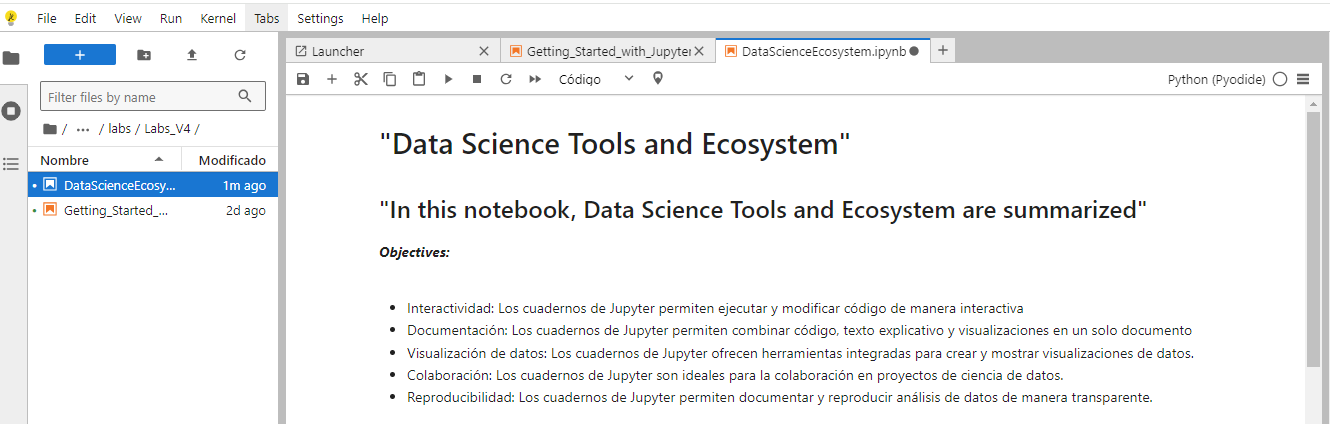 File Edit View Run Kernel Tabs Settings Help
+
Filter files by name
/ ... / labs / Labs_V4 /
Nombre Modificado
DataScienceEcosy... 1m ago
Getting_Started_... 2d ago
Launcher Getting_Started_with_Jupyter DataScienceEcosystem.ipynb
Código Python (Pyodide)
"Data Science Tools and Ecosystem"
"In this notebook, Data Science Tools and Ecosystem are summarized"
Objectives:
• Interactividad: Los cuadernos de Jupyter permiten ejecutar y modificar código de manera interactiva
• Documentación: Los cuadernos de Jupyter permiten combinar código, texto explicativo y visualizaciones en un solo documento
• Visualización de datos: Los cuadernos de Jupyter ofrecen herramientas integradas para crear y mostrar visualizaciones de datos.
• Colaboración: Los cuadernos de Jupyter son ideales para la colaboración en proyectos de ciencia de datos.
• Reproducibilidad: Los cuadernos de Jupyter permiten documentar y reproducir análisis de datos de manera transparente.